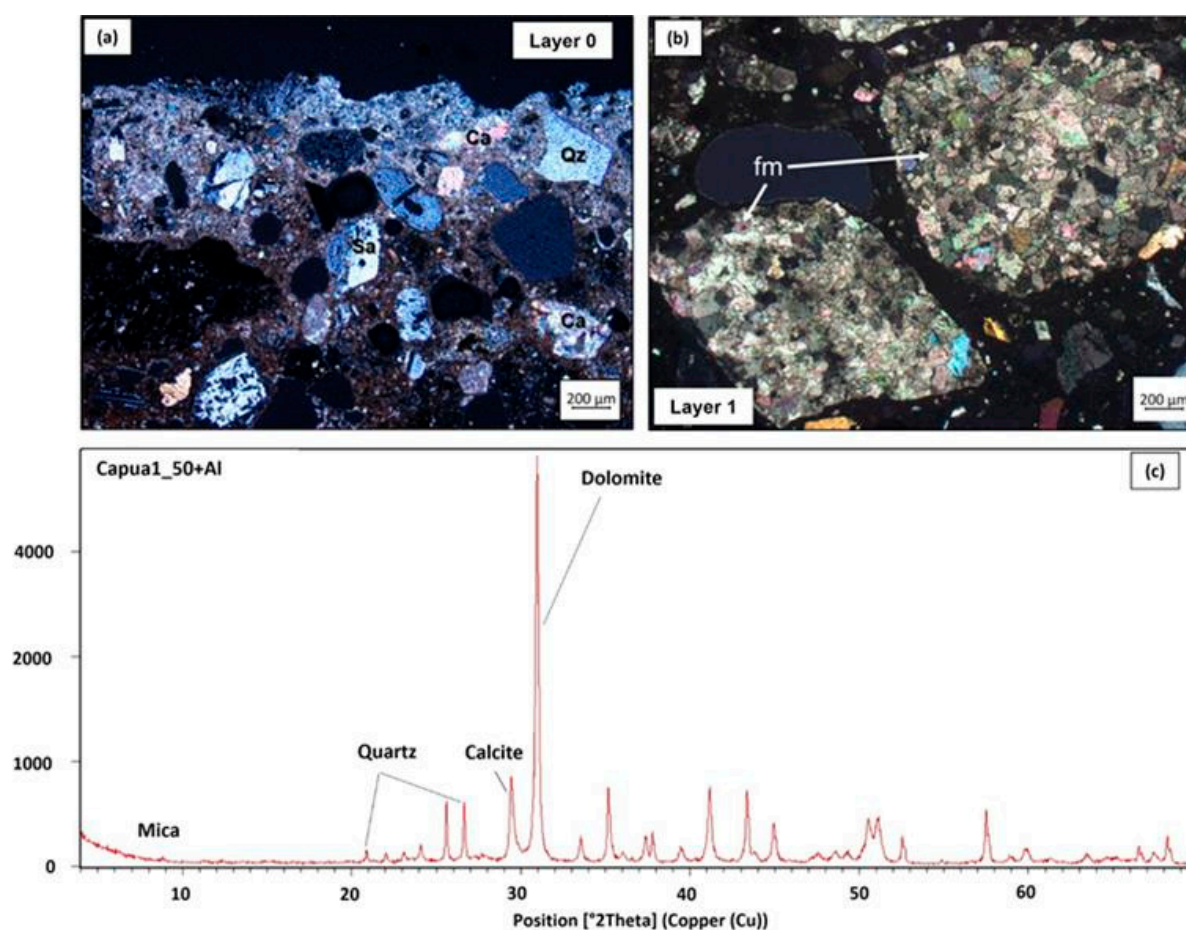 (a)
Layer 0
Ca
Qz
Sa
Ca
200 µm
(b)
fm
Layer 1
200 µm
Capua1_50+Al
(c)
Dolomite
4000
2000
Quartz
Calcite
1000
Mica
0
10
20
30
40
50
60
Position [°2Theta] (Copper (Cu))